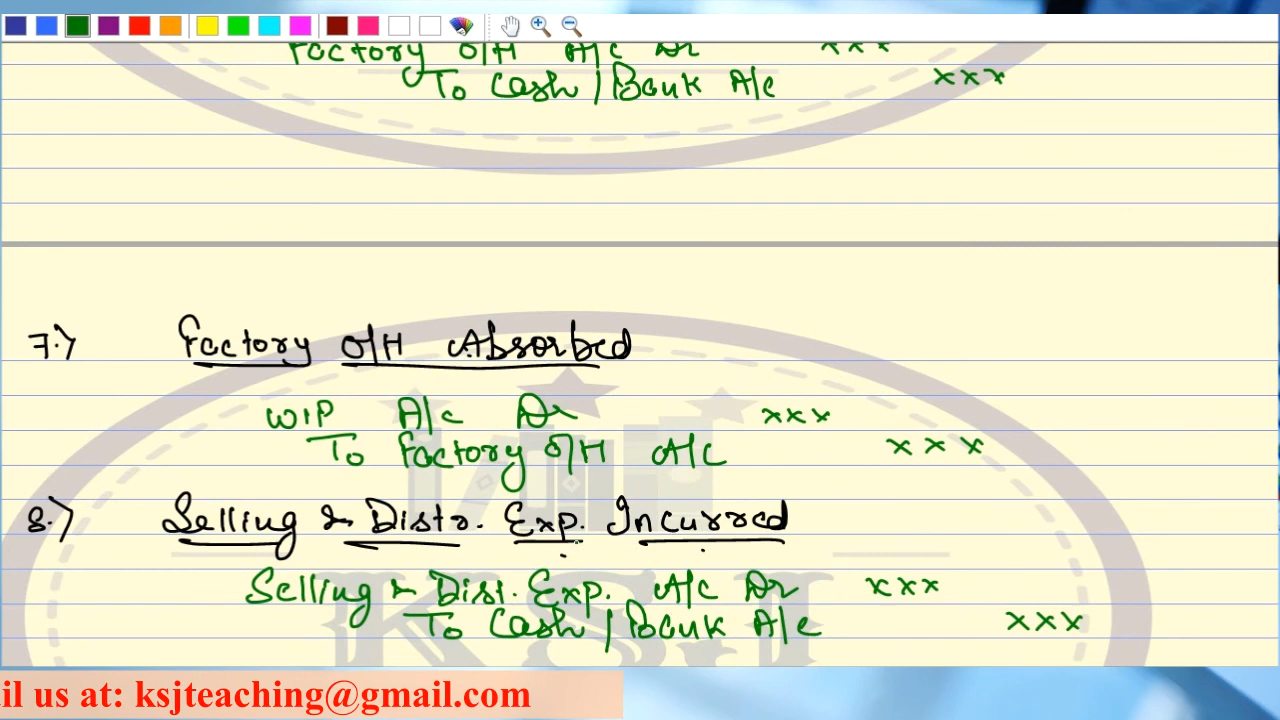 Factory O/H A/c Dr xxx
To Cash / Bank A/c xxx
7.) Factory O/H Absorbed
WIP A/c Dr xxx
To Factory O/H A/c xxx
8.) Selling & Distr. Exp. Incurred
Selling & Dist. Exp. A/c Dr xxx
To Cash / Bank A/c xxx
KSJ
il us at: ksjteaching@gmail.com